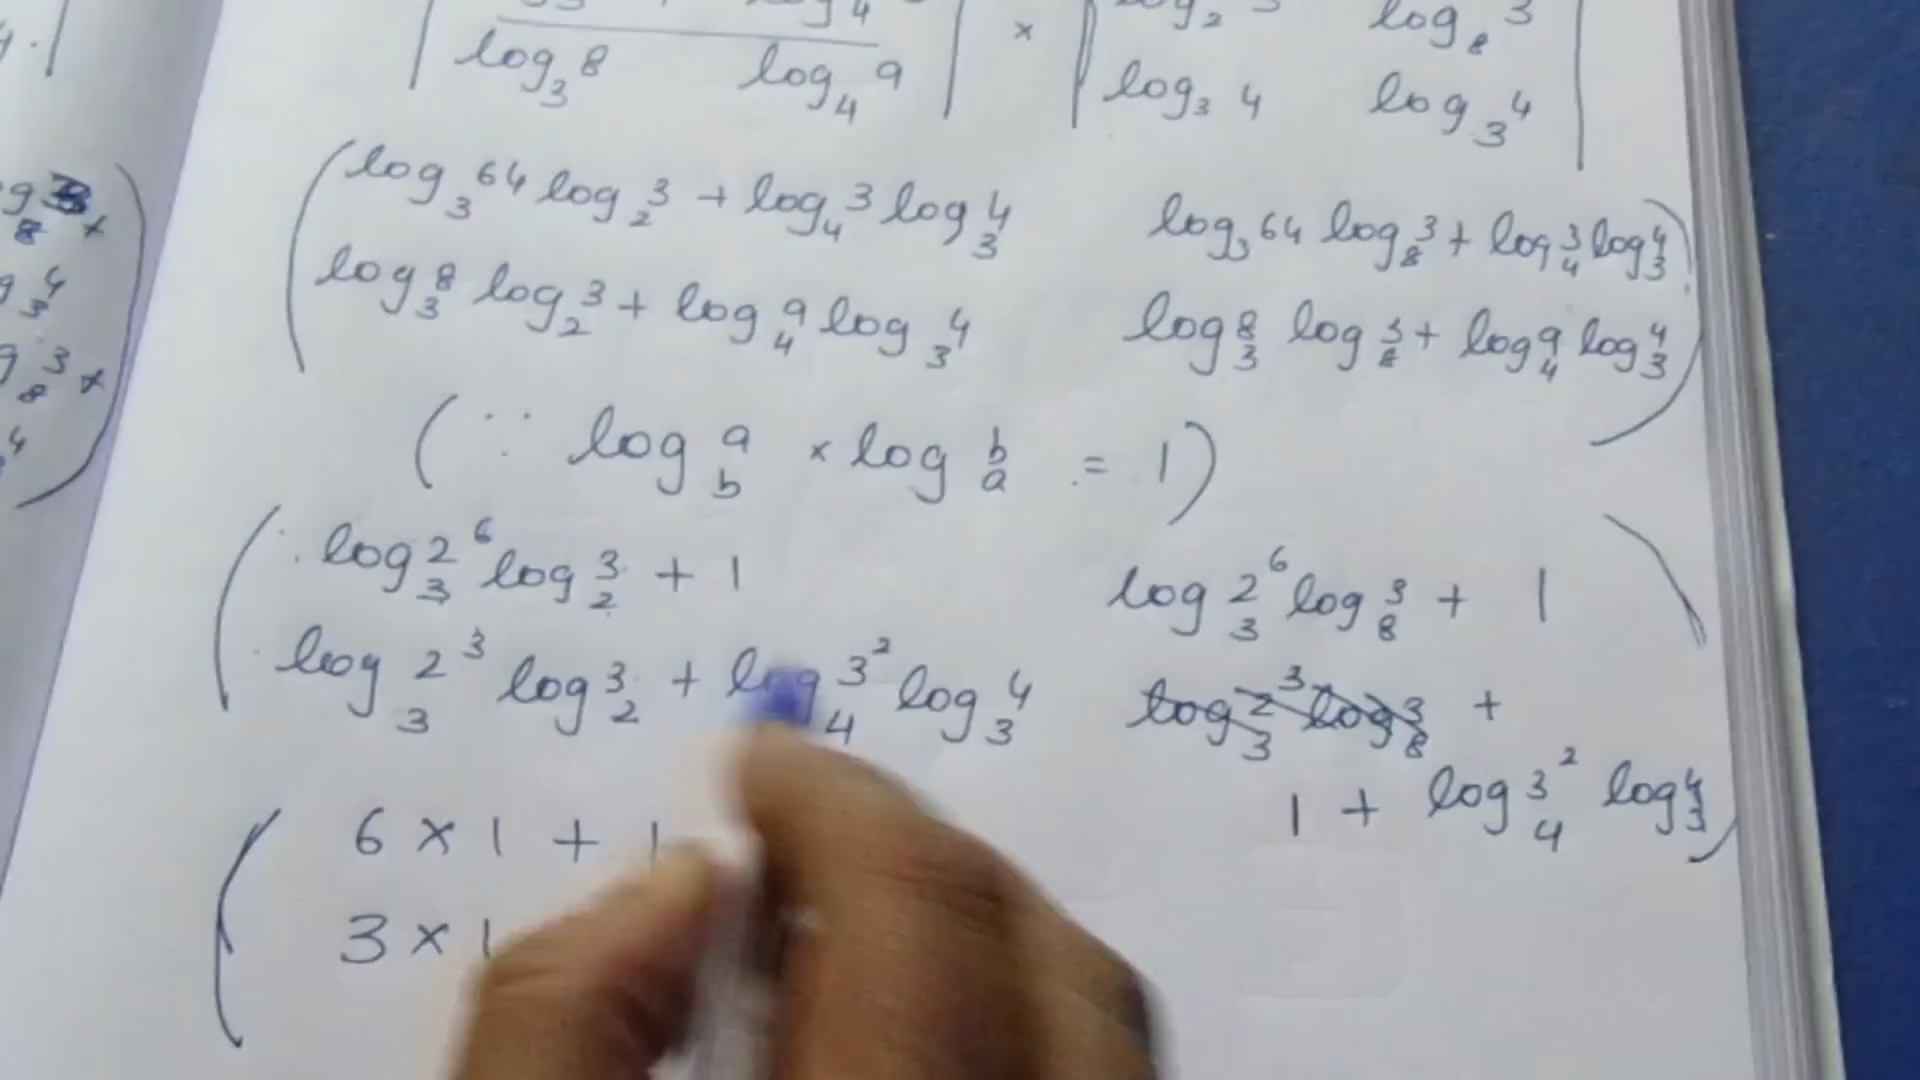 log₃8 log₄9 × log₃4 log₃4
log₈3
log₃64 log₂3 + log₄3 log₃4 log₃64 log₈3 + log₄3 log₃4
log₃8 log₂3 + log₄9 log₃4 log₃8 log₈3 + log₄9 log₃4
(∵ log_b a × log_a b = 1)
log₃2⁶ log₂3 + 1 log₃2⁶ log₈3 + 1
log₃2³ log₂3 + log₄3² log₃4 log₃2³ log₈3 +
1 + log₄3² log₃4
6 × 1 + 1
3 × 1